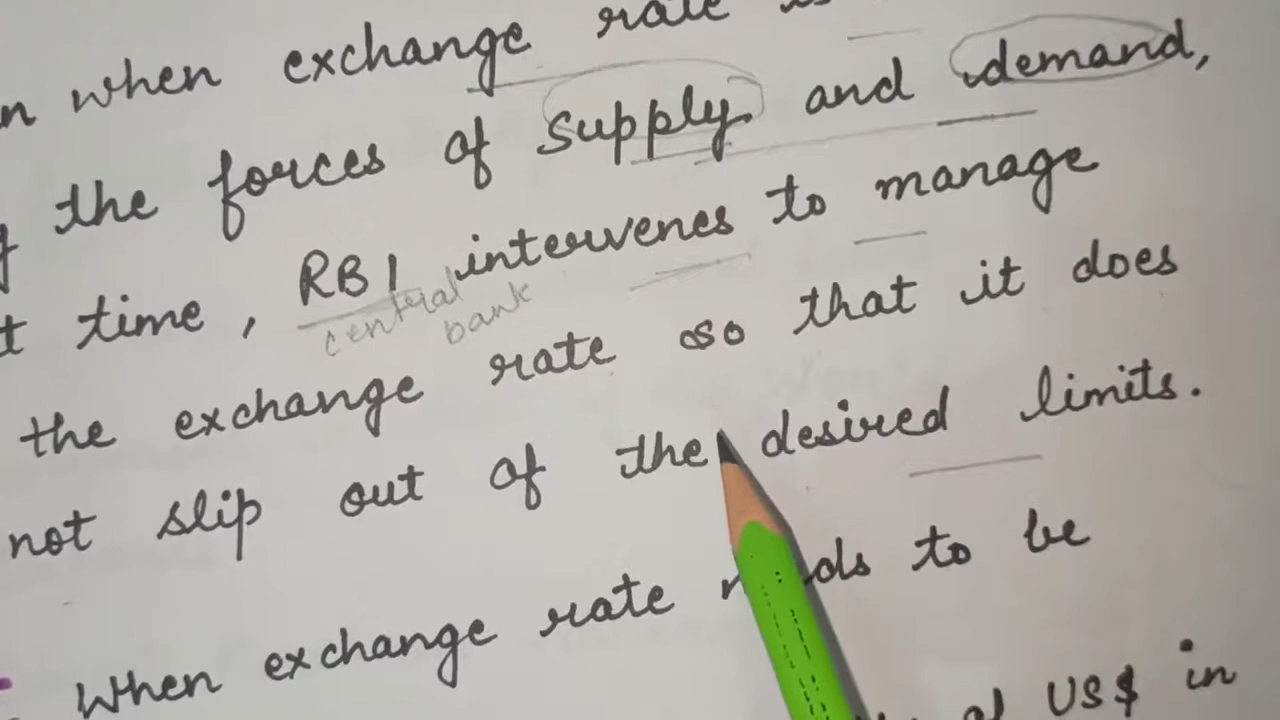 n when exchange rate is
the forces of supply and demand,
t time, RBI intervenes to manage
central bank
the exchange rate so that it does
not slip out of the desired limits.
When exchange rate to be
US$ in